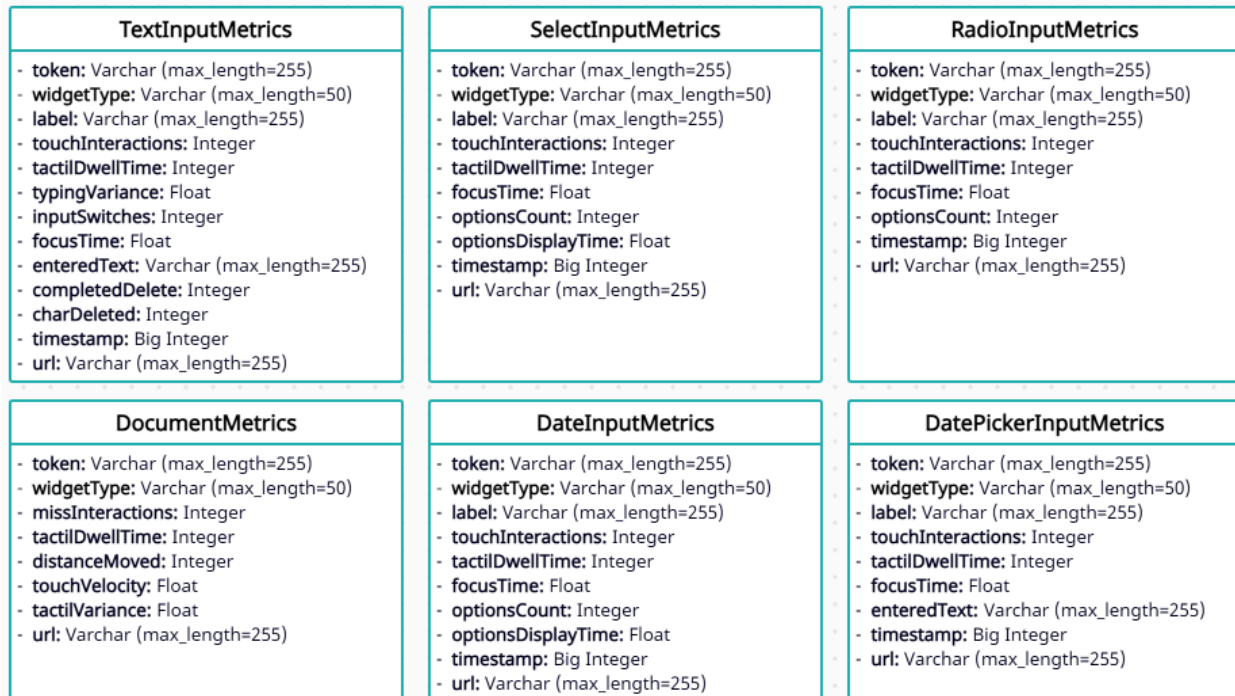 TextInputMetrics
- token: Varchar (max_length=255)
- widgetType: Varchar (max_length=50)
- label: Varchar (max_length=255)
- touchInteractions: Integer
- tactilDwellTime: Integer
- typingVariance: Float
- inputSwitches: Integer
- focusTime: Float
- enteredText: Varchar (max_length=255)
- completedDelete: Integer
- charDeleted: Integer
- timestamp: Big Integer
- url: Varchar (max_length=255)
SelectInputMetrics
- token: Varchar (max_length=255)
- widgetType: Varchar (max_length=50)
- label: Varchar (max_length=255)
- touchInteractions: Integer
- tactilDwellTime: Integer
- focusTime: Float
- optionsCount: Integer
- optionsDisplayTime: Float
- timestamp: Big Integer
- url: Varchar (max_length=255)
RadioInputMetrics
- token: Varchar (max_length=255)
- widgetType: Varchar (max_length=50)
- label: Varchar (max_length=255)
- touchInteractions: Integer
- tactilDwellTime: Integer
- focusTime: Float
- optionsCount: Integer
- timestamp: Big Integer
- url: Varchar (max_length=255)
DocumentMetrics
- token: Varchar (max_length=255)
- widgetType: Varchar (max_length=50)
- missInteractions: Integer
- tactilDwellTime: Integer
- distanceMoved: Integer
- touchVelocity: Float
- tactilVariance: Float
- url: Varchar (max_length=255)
DateInputMetrics
- token: Varchar (max_length=255)
- widgetType: Varchar (max_length=50)
- label: Varchar (max_length=255)
- touchInteractions: Integer
- tactilDwellTime: Integer
- focusTime: Float
- optionsCount: Integer
- optionsDisplayTime: Float
- timestamp: Big Integer
- url: Varchar (max_length=255)
DatePickerInputMetrics
- token: Varchar (max_length=255)
- widgetType: Varchar (max_length=50)
- label: Varchar (max_length=255)
- touchInteractions: Integer
- tactilDwellTime: Integer
- focusTime: Float
- enteredText: Varchar (max_length=255)
- timestamp: Big Integer
- url: Varchar (max_length=255)